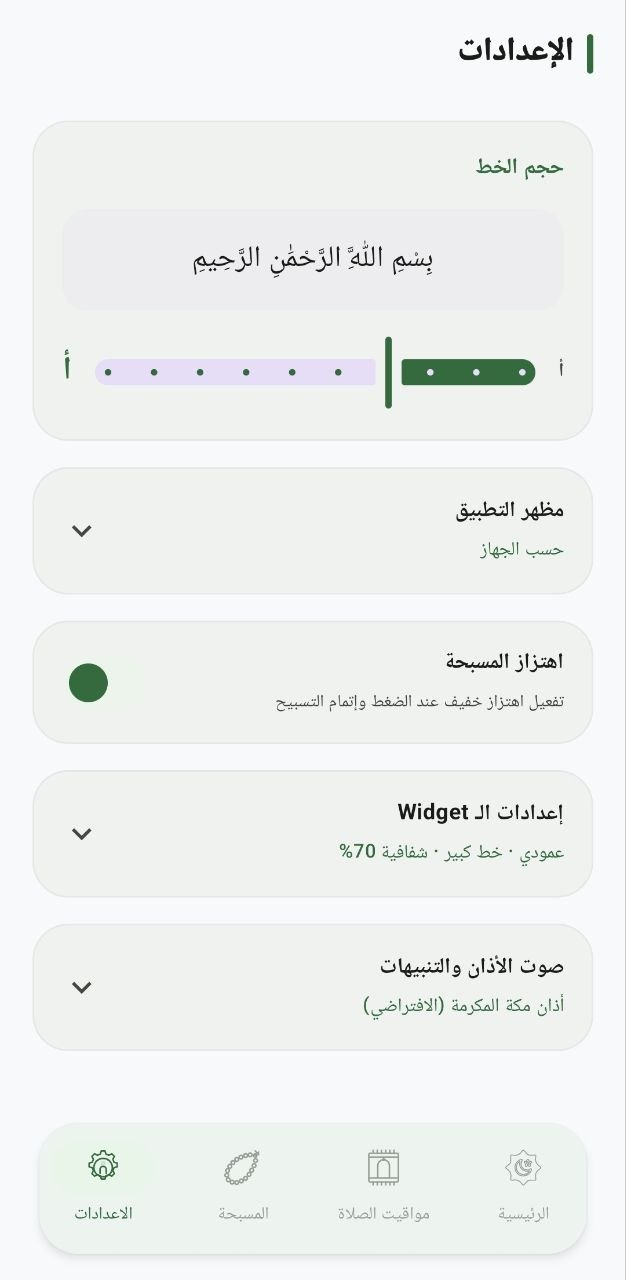 الإعدادات
حجم الخط
بِسْمِ اللَّهِ الرَّحْمَٰنِ الرَّحِيمِ
أ
أ
مظهر التطبيق
حسب الجهاز
اهتزاز المسبحة
تفعيل اهتزاز خفيف عند الضغط وإتمام التسبيح
إعدادات الـ Widget
عمودي · خط كبير · شفافية 70%
صوت الأذان والتنبيهات
أذان مكة المكرمة (الافتراضي)
الرئيسية
مواقيت الصلاة
المسبحة
الاعدادات